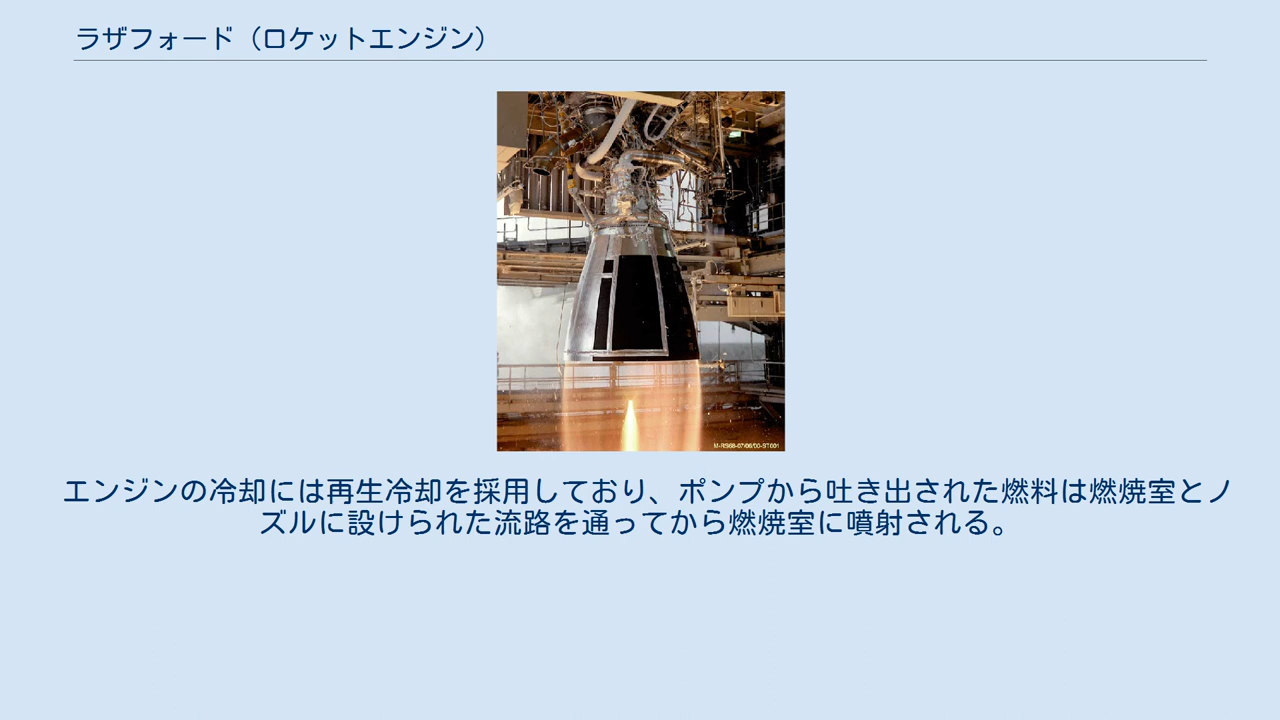 ラザフォード（ロケットエンジン）
M-RS68-07/06/00-ST001
エンジンの冷却には再生冷却を採用しており、ポンプから吐き出された燃料は燃焼室とノ
ズルに設けられた流路を通ってから燃焼室に噴射される。